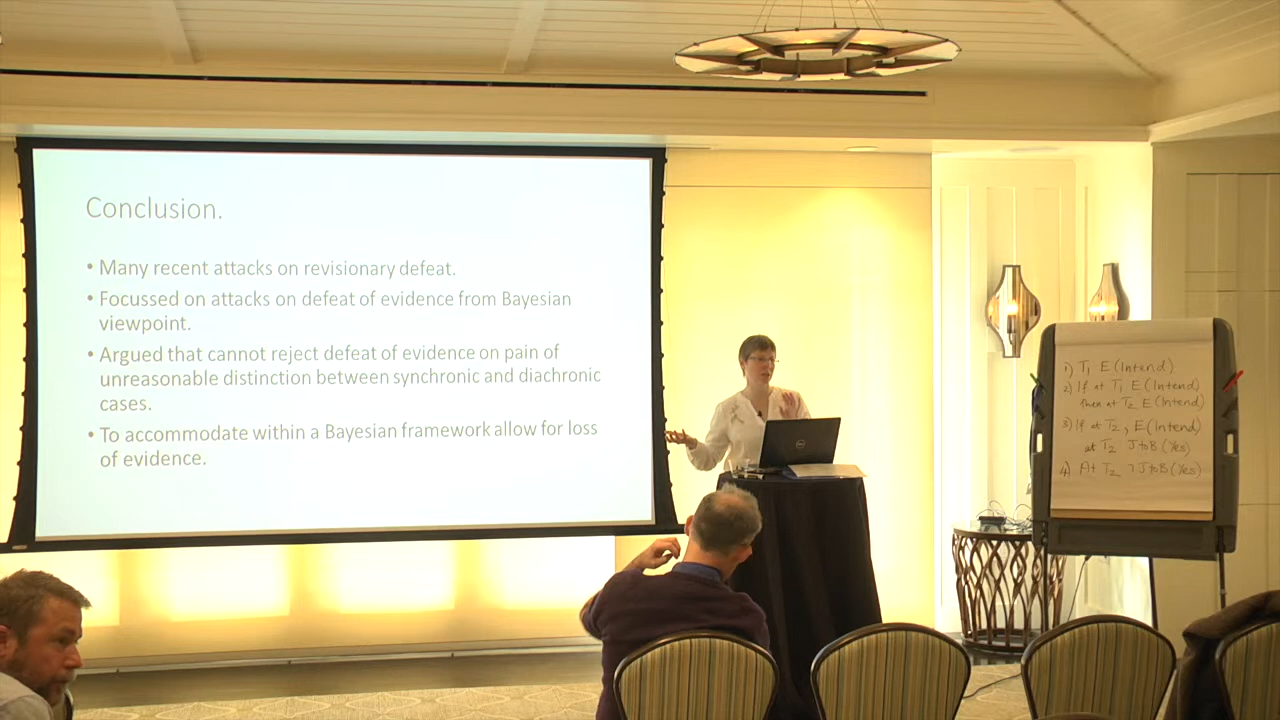 Conclusion.
• Many recent attacks on revisionary defeat.
• Focussed on attacks on defeat of evidence from Bayesian
viewpoint.
• Argued that cannot reject defeat of evidence on pain of
unreasonable distinction between synchronic and diachronic
cases.
• To accommodate within a Bayesian framework allow for loss
of evidence.
DELL
1) T1 E (Intend)
2) If at T1 E (Intend)
then at T2 E (Intend)
3) If at T2, E (Intend)
at T2 J to B (Yes)
4) At T2 ¬J to B (Yes)